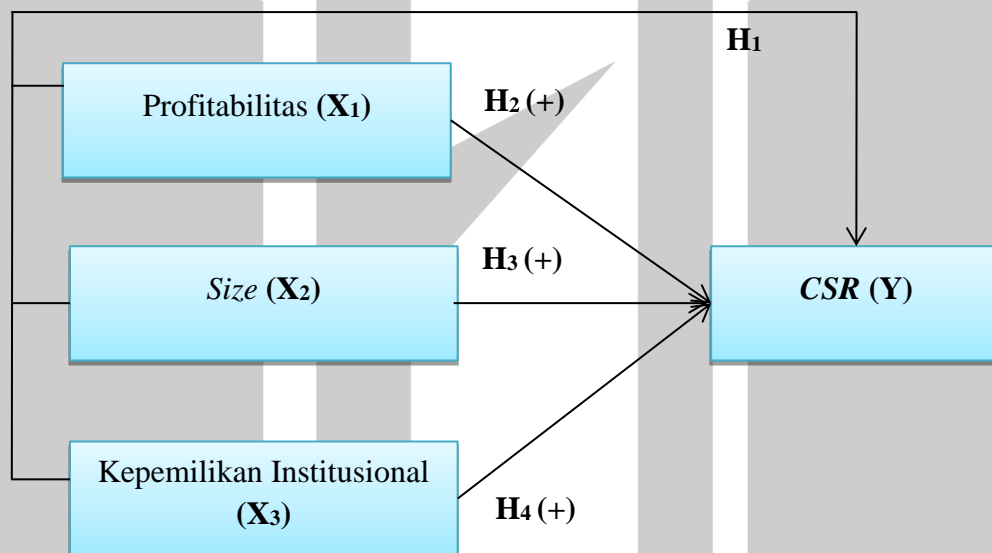 H1
Profitabilitas (X1)
H2 (+)
Size (X2)
H3 (+)
CSR (Y)
Kepemilikan Institusional
(X3)
H4 (+)